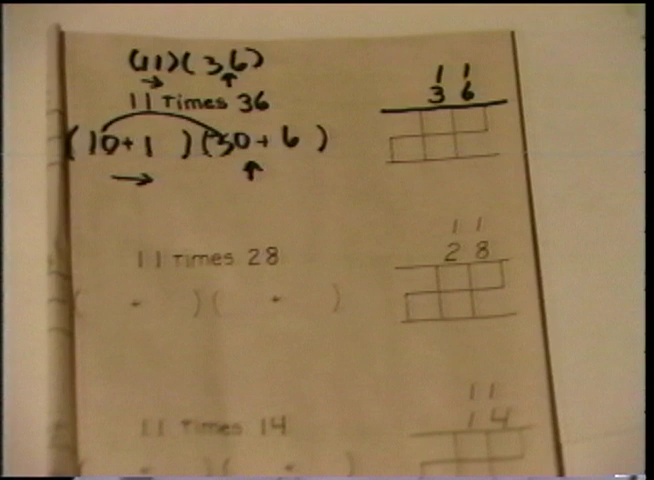 (11)(36)
11 Times 36
(10+1 )(30+6 )
→ ↑
11
36
11 Times 28
( + )( + )
11
28
11 Times 14
( + )( + )
11
14